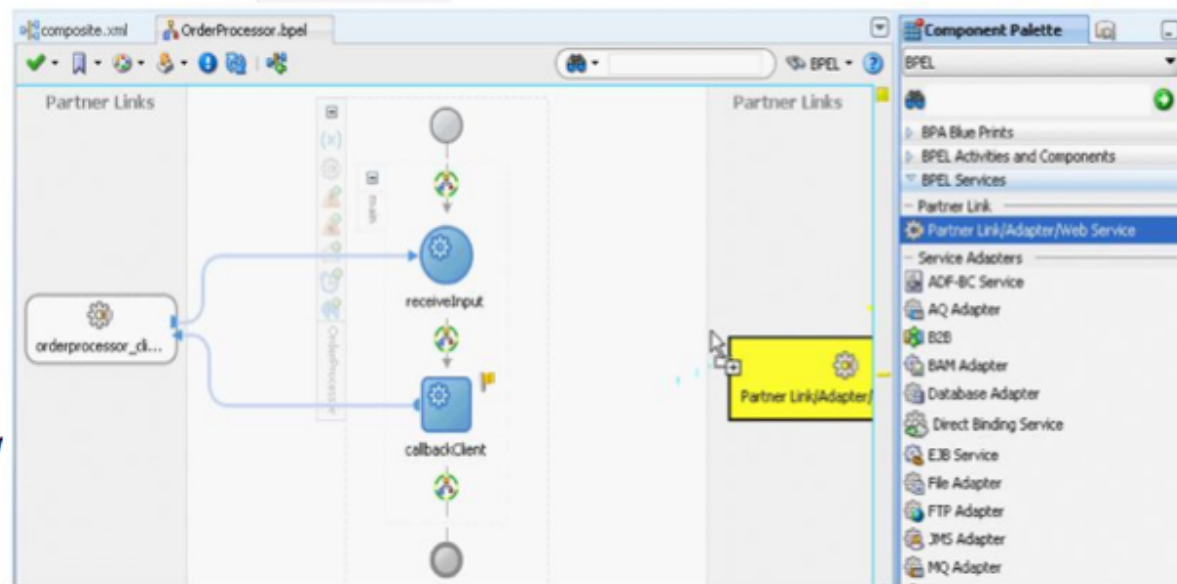 composite.xml
OrderProcessor.bpel
BPEL
Partner Links
Partner Links
main
OrderProcessor
receiveInput
orderprocessor_cli...
callbackClient
Partner Link/Adapter/
Component Palette
BPEL
BPA Blue Prints
BPEL Activities and Components
BPEL Services
Partner Link
Partner Link/Adapter/Web Service
Service Adapters
ADF-BC Service
AQ Adapter
B2B
BAM Adapter
Database Adapter
Direct Binding Service
EJB Service
File Adapter
FTP Adapter
JMS Adapter
MQ Adapter